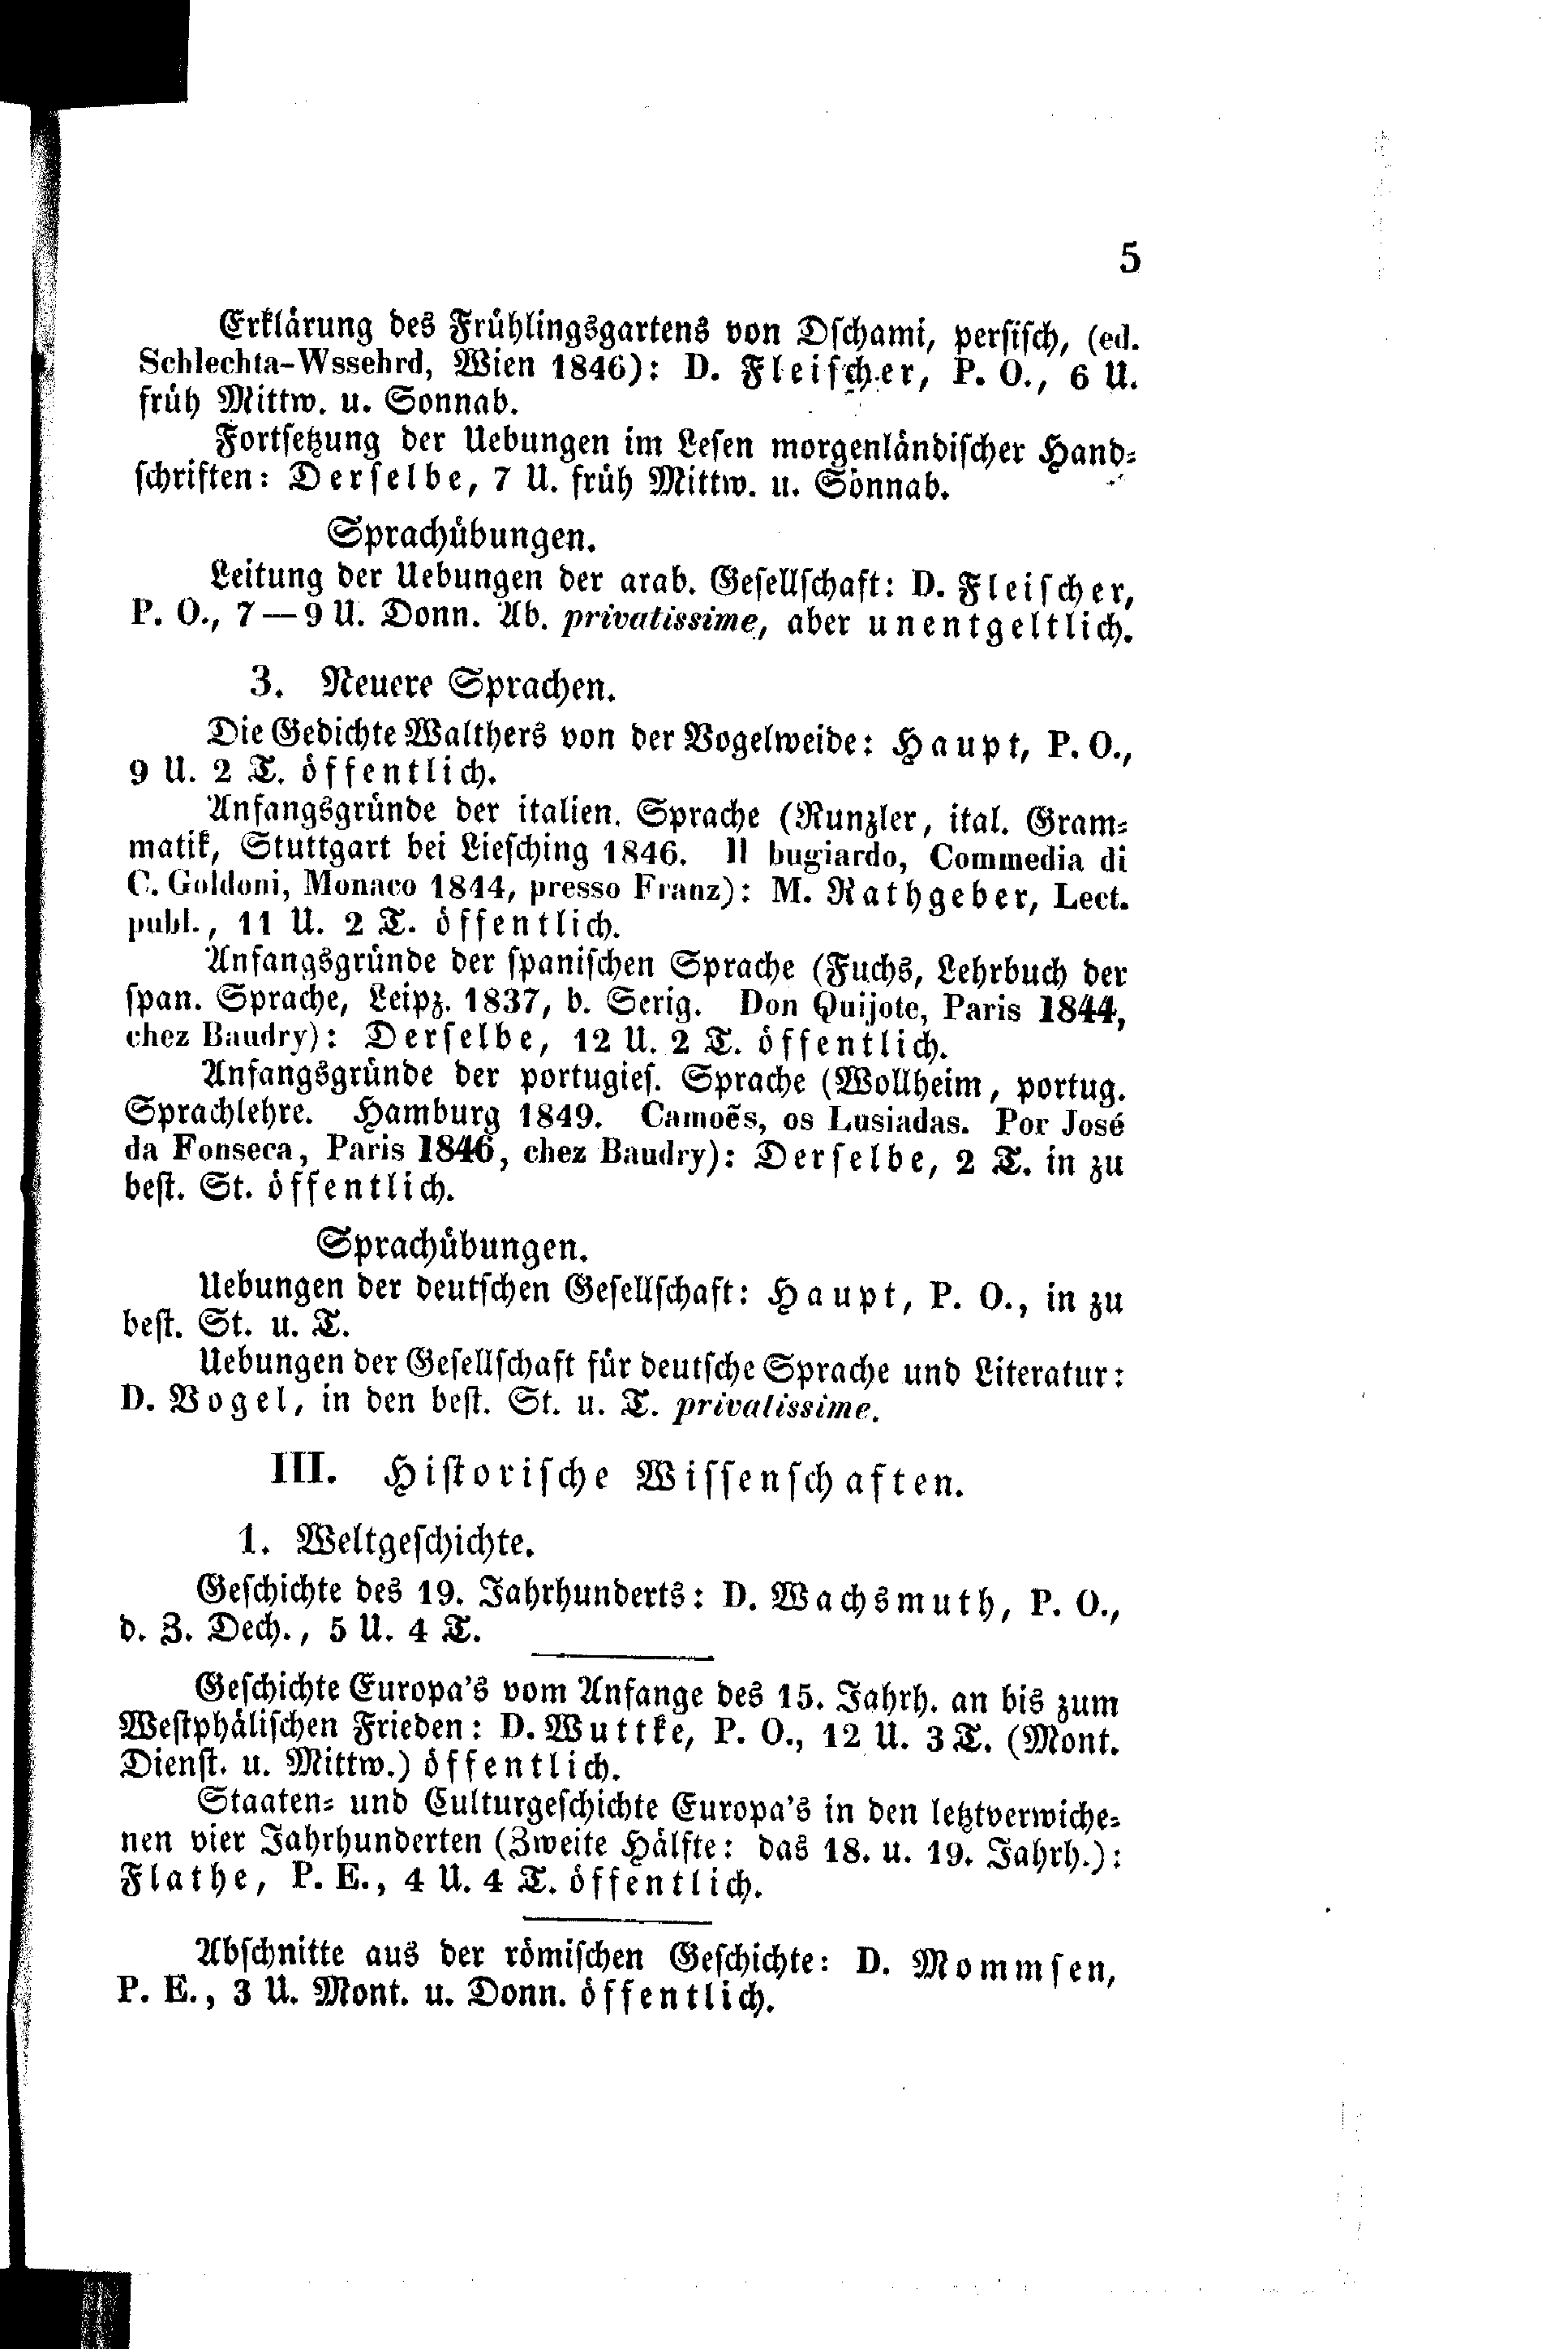 5
Erklärung des Frühlingsgartens von Dschami, persisch, (ed.
Schlechta-Wssehrd, Wien 1846): D. Fleischer, P. O., 6 U.
früh Mittw. u. Sonnab.
Fortsetzung der Uebungen im Lesen morgenländischer Hand-
schriften: Derselbe, 7 U. früh Mittw. u. Sonnab.
Sprachübungen.
Leitung der Uebungen der arab. Gesellschaft: D. Fleischer,
P. O., 7—9 U. Donn. Ab. privatissime, aber unentgeltlich.
3. Neuere Sprachen.
Die Gedichte Walthers von der Vogelweide: Haupt, P. O.,
9 U. 2 T. öffentlich.
Anfangsgründe der italien. Sprache (Runzler, ital. Gram-
matik, Stuttgart bei Liesching 1846. Il bugiardo, Commedia di
C. Goldoni, Monaco 1844, presso Franz): M. Rathgeber, Lect.
publ., 11 U. 2 T. öffentlich.
Anfangsgründe der spanischen Sprache (Fuchs, Lehrbuch der
span. Sprache, Leipz. 1837, b. Serig. Don Quijote, Paris 1844,
chez Baudry): Derselbe, 12 U. 2 T. öffentlich.
Anfangsgründe der portugies. Sprache (Wollheim, portug.
Sprachlehre. Hamburg 1849. Camoẽs, os Lusiadas. Por José
da Fonseca, Paris 1846, chez Baudry): Derselbe, 2 T. in zu
best. St. öffentlich.
Sprachübungen.
Uebungen der deutschen Gesellschaft: Haupt, P. O., in zu
best. St. u. T.
Uebungen der Gesellschaft für deutsche Sprache und Literatur:
D. Vogel, in den best. St. u. T. privatissime.
III. Historische Wissenschaften.
1. Weltgeschichte.
Geschichte des 19. Jahrhunderts: D. Wachsmuth, P. O.,
d. Z. Dech., 5 U. 4 T.
Geschichte Europa's vom Anfange des 15. Jahrh. an bis zum
Westphälischen Frieden: D. Wuttke, P. O., 12 U. 3 T. (Mont.
Dienst. u. Mittw.) öffentlich.
Staaten- und Culturgeschichte Europa's in den letztverwiche-
nen vier Jahrhunderten (Zweite Hälfte: das 18. u. 19. Jahrh.):
Flathe, P. E., 4 U. 4 T. öffentlich.
Abschnitte aus der römischen Geschichte: D. Mommsen,
P. E., 3 U. Mont. u. Donn. öffentlich.